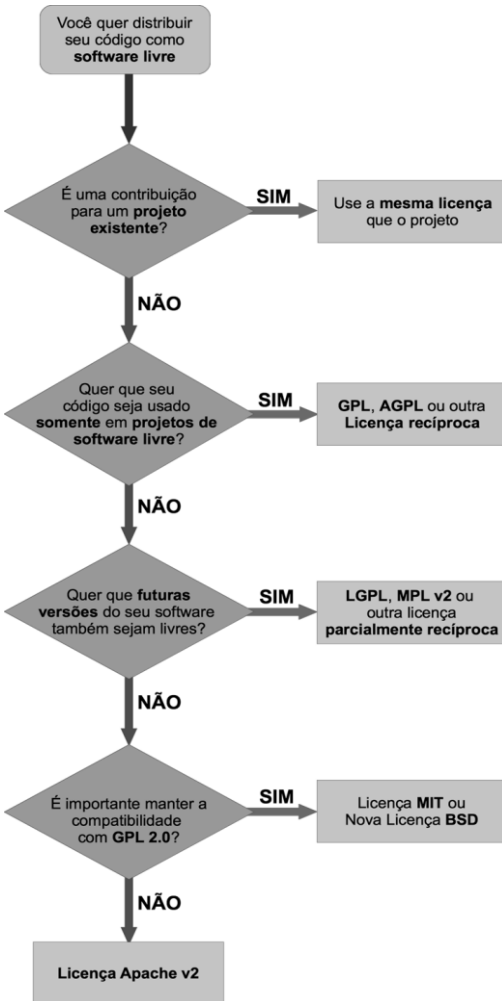 Você quer distribuir
seu código como
software livre
É uma contribuição
para um projeto
existente?
SIM
Use a mesma licença
que o projeto
NÃO
Quer que seu
código seja usado
somente em projetos de
software livre?
SIM
GPL, AGPL ou outra
Licença recíproca
NÃO
Quer que futuras
versões do seu software
também sejam livres?
SIM
LGPL, MPL v2 ou
outra licença
parcialmente recíproca
NÃO
É importante manter a
compatibilidade
com GPL 2.0?
SIM
Licença MIT ou
Nova Licença BSD
NÃO
Licença Apache v2